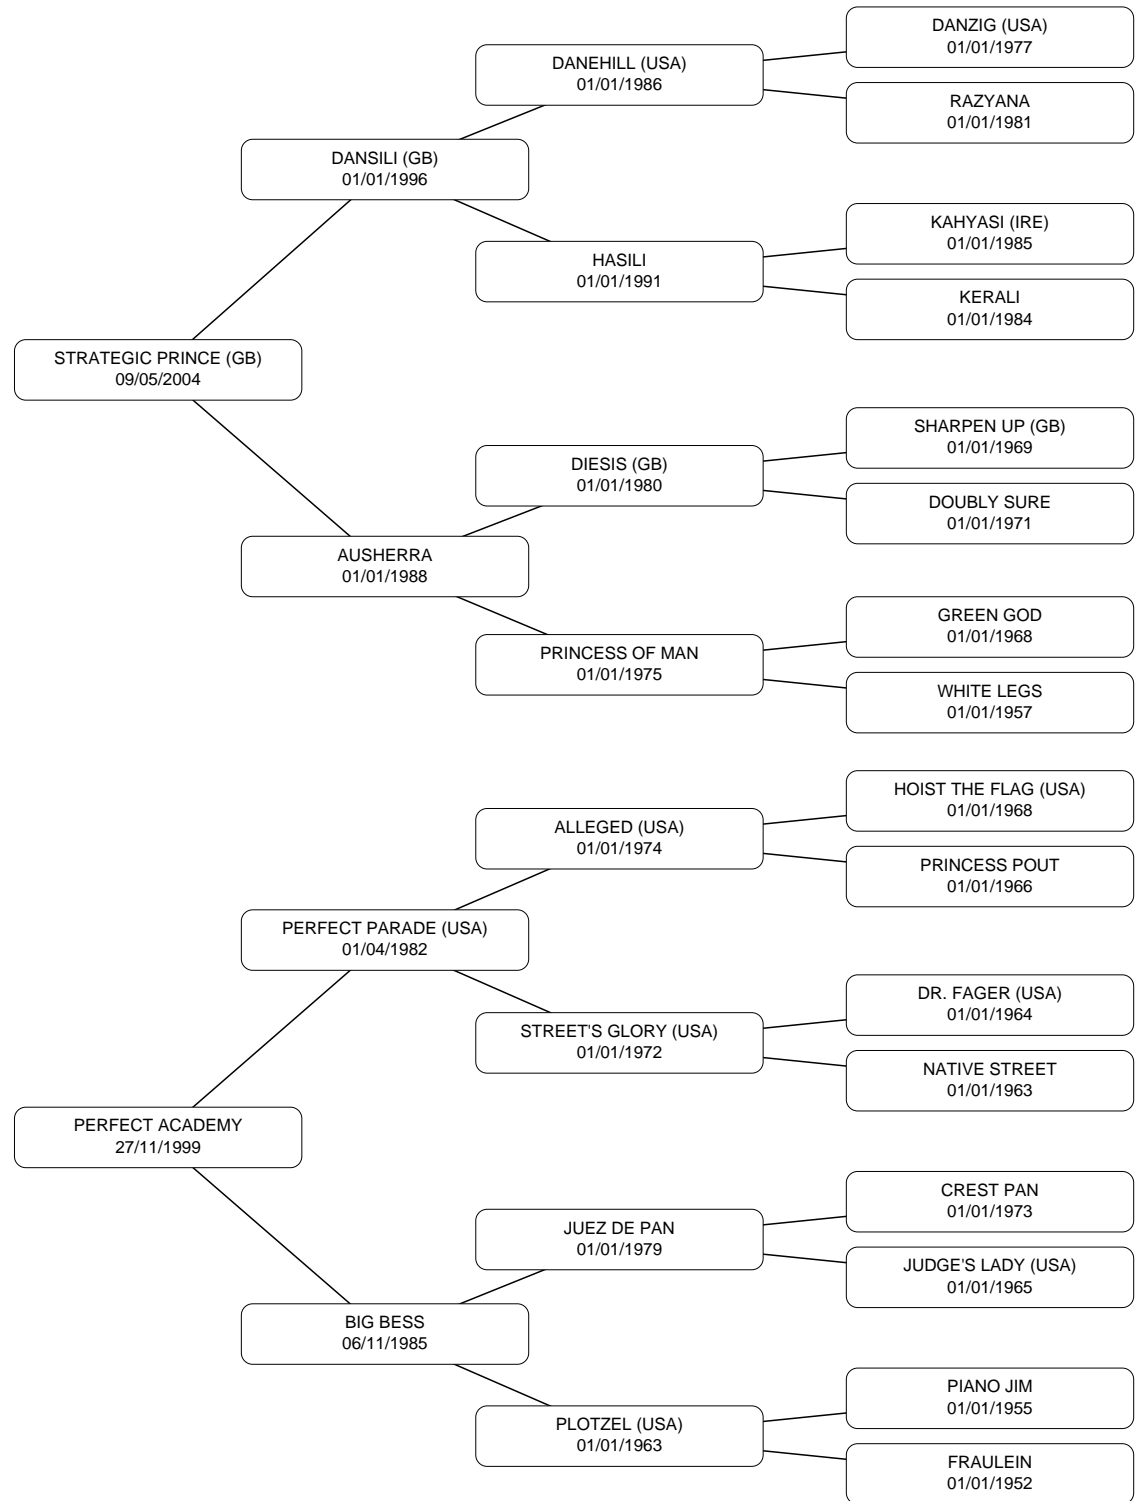 DANZIG (USA)
01/01/1977
DANEHILL (USA)
01/01/1986
RAZYANA
01/01/1981
DANSILI (GB)
01/01/1996
KAHYASI (IRE)
01/01/1985
HASILI
01/01/1991
KERALI
01/01/1984
STRATEGIC PRINCE (GB)
09/05/2004
SHARPEN UP (GB)
01/01/1969
DIESIS (GB)
01/01/1980
DOUBLY SURE
01/01/1971
AUSHERRA
01/01/1988
GREEN GOD
01/01/1968
PRINCESS OF MAN
01/01/1975
WHITE LEGS
01/01/1957
HOIST THE FLAG (USA)
01/01/1968
ALLEGED (USA)
01/01/1974
PRINCESS POUT
01/01/1966
PERFECT PARADE (USA)
01/04/1982
DR. FAGER (USA)
01/01/1964
STREET'S GLORY (USA)
01/01/1972
NATIVE STREET
01/01/1963
PERFECT ACADEMY
27/11/1999
CREST PAN
01/01/1973
JUEZ DE PAN
01/01/1979
JUDGE'S LADY (USA)
01/01/1965
BIG BESS
06/11/1985
PIANO JIM
01/01/1955
PLOTZEL (USA)
01/01/1963
FRAULEIN
01/01/1952